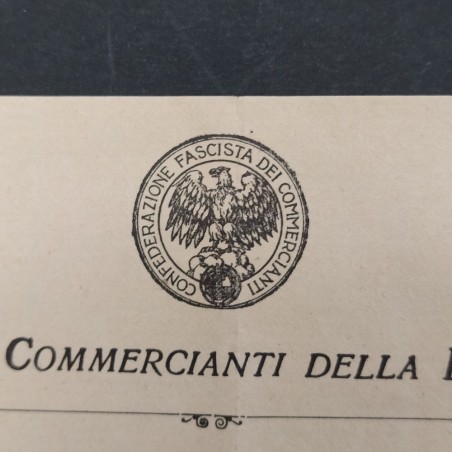 CONFEDERAZIONE FASCISTA DEI COMMERCIANTI
COMMERCIANTI DELLA